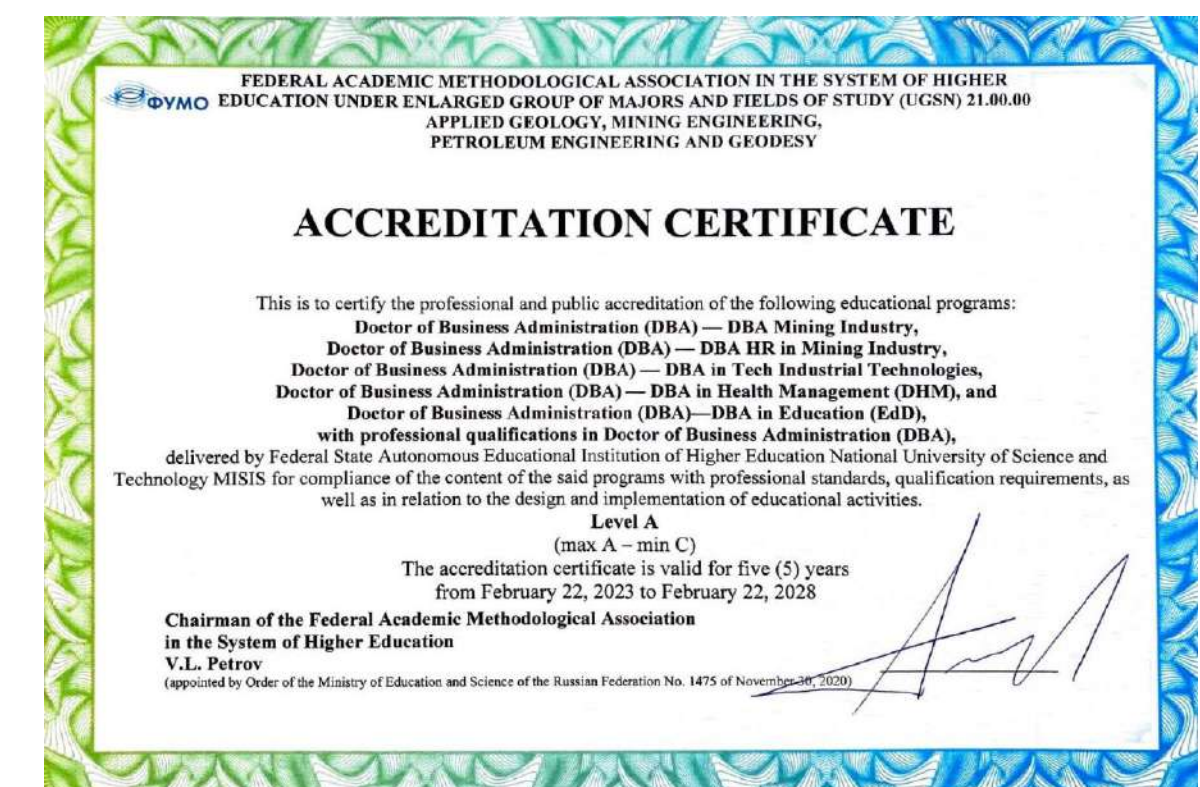 FEDERAL ACADEMIC METHODOLOGICAL ASSOCIATION IN THE SYSTEM OF HIGHER
ФУМО EDUCATION UNDER ENLARGED GROUP OF MAJORS AND FIELDS OF STUDY (UGSN) 21.00.00
APPLIED GEOLOGY, MINING ENGINEERING,
PETROLEUM ENGINEERING AND GEODESY
ACCREDITATION CERTIFICATE
This is to certify the professional and public accreditation of the following educational programs:
Doctor of Business Administration (DBA) — DBA Mining Industry,
Doctor of Business Administration (DBA) — DBA HR in Mining Industry,
Doctor of Business Administration (DBA) — DBA in Tech Industrial Technologies,
Doctor of Business Administration (DBA) — DBA in Health Management (DHM), and
Doctor of Business Administration (DBA)—DBA in Education (EdD),
with professional qualifications in Doctor of Business Administration (DBA),
delivered by Federal State Autonomous Educational Institution of Higher Education National University of Science and
Technology MISIS for compliance of the content of the said programs with professional standards, qualification requirements, as
well as in relation to the design and implementation of educational activities.
Level A
(max A – min C)
The accreditation certificate is valid for five (5) years
from February 22, 2023 to February 22, 2028
Chairman of the Federal Academic Methodological Association
in the System of Higher Education
V.L. Petrov
(appointed by Order of the Ministry of Education and Science of the Russian Federation No. 1475 of November 30, 2020)